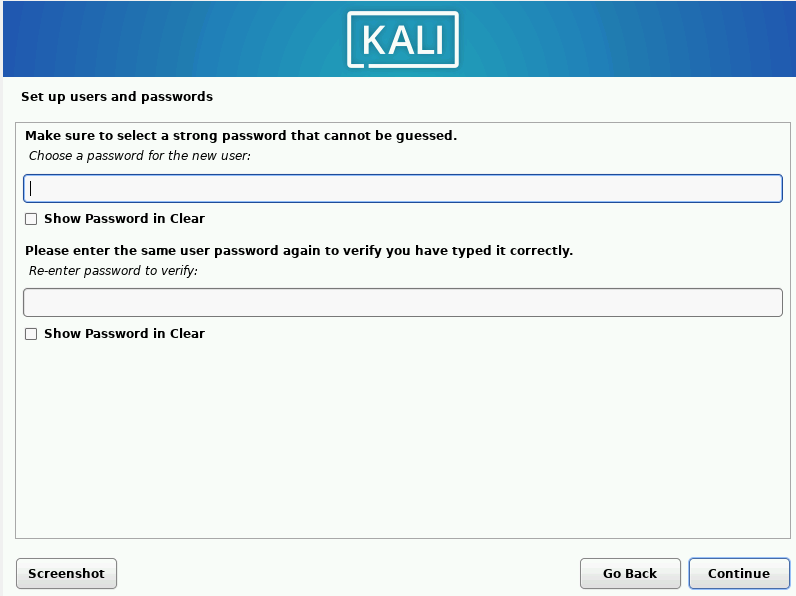 KALI
Set up users and passwords
Make sure to select a strong password that cannot be guessed.
Choose a password for the new user:
Show Password in Clear
Please enter the same user password again to verify you have typed it correctly.
Re-enter password to verify:
Show Password in Clear
Screenshot
Go Back
Continue